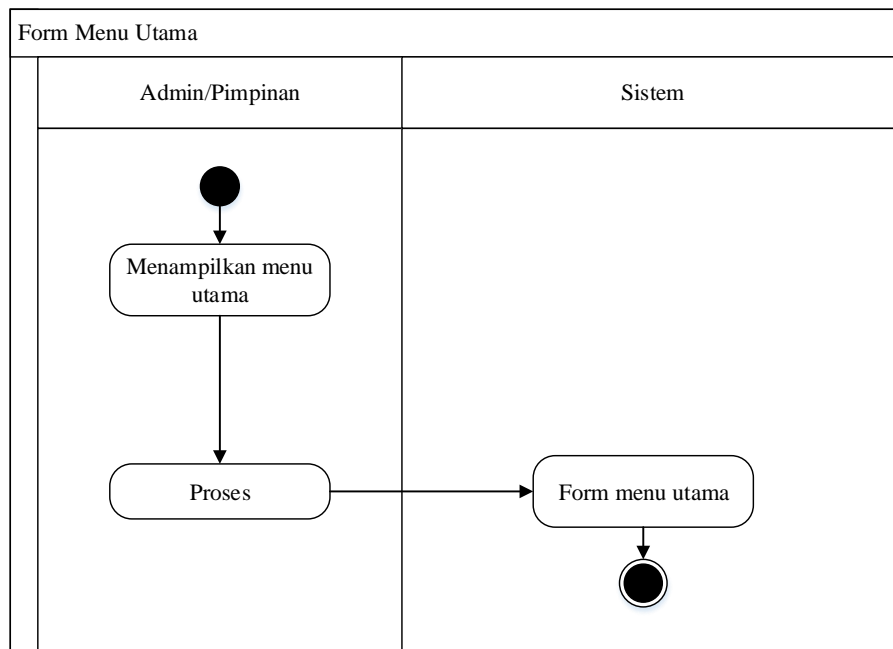 Form Menu Utama
Admin/Pimpinan
Sistem
Menampilkan menu
utama
Proses
Form menu utama